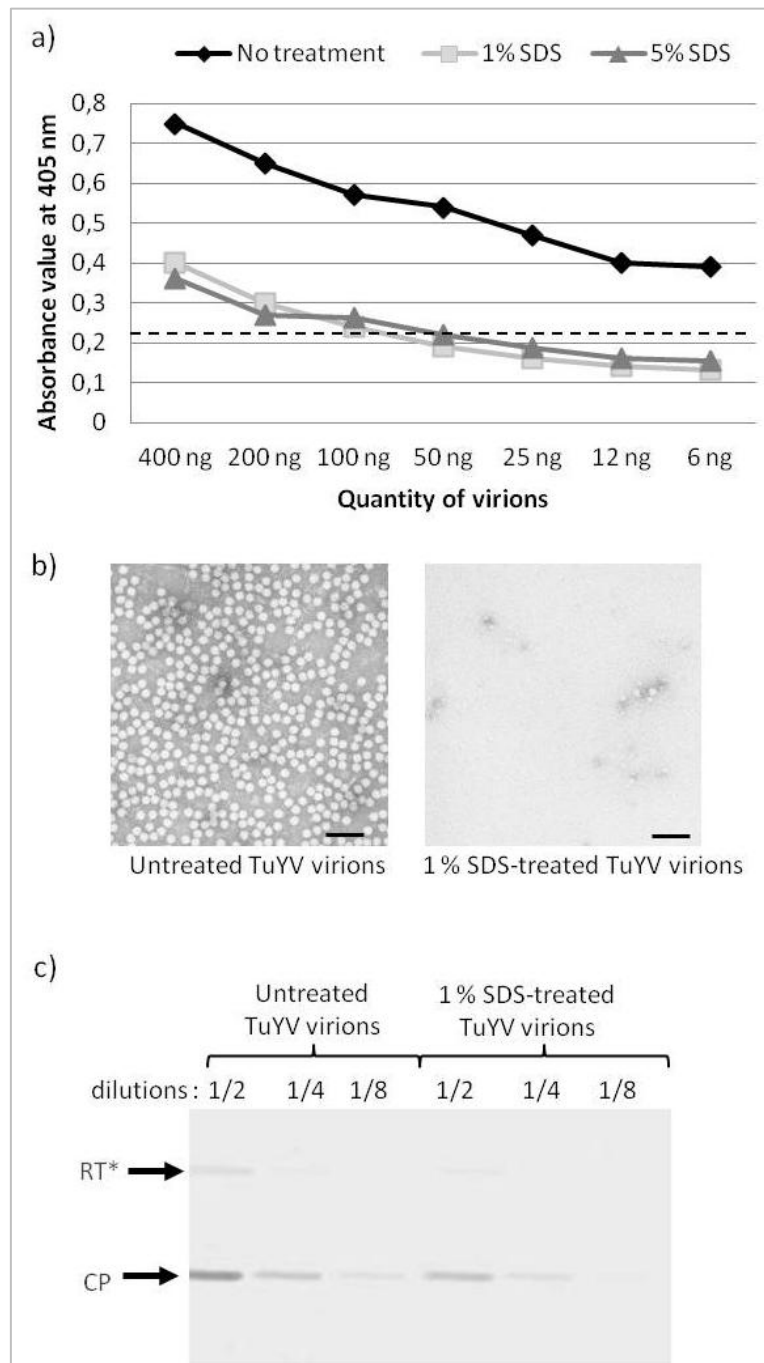 a)
No treatment 1% SDS 5% SDS
Absorbance value at 405 nm
0,8
0,7
0,6
0,5
0,4
0,3
0,2
0,1
0
400 ng 200 ng 100 ng 50 ng 25 ng 12 ng 6 ng
Quantity of virions
b)
Untreated TuYV virions 1% SDS-treated TuYV virions
c)
Untreated 1% SDS-treated
TuYV virions TuYV virions
dilutions : 1/2 1/4 1/8 1/2 1/4 1/8
RT*
CP